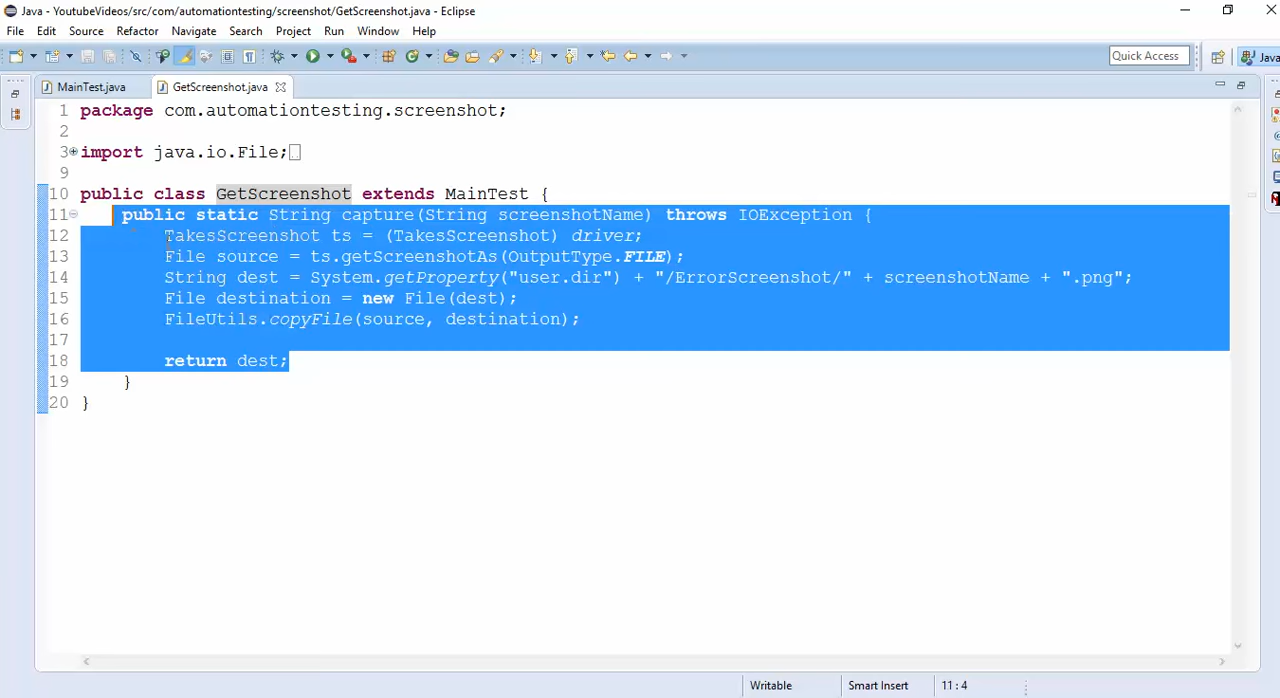 Java - YoutubeVideos/src/com/automationtesting/screenshot/GetScreenshot.java - Eclipse
File Edit Source Refactor Navigate Search Project Run Window Help
Quick Access Java
MainTest.java GetScreenshot.java
1 package com.automationtesting.screenshot;
2
3 import java.io.File;
9
10 public class GetScreenshot extends MainTest {
11 public static String capture(String screenshotName) throws IOException {
12 TakesScreenshot ts = (TakesScreenshot) driver;
13 File source = ts.getScreenshotAs(OutputType.FILE);
14 String dest = System.getProperty("user.dir") + "/ErrorScreenshot/" + screenshotName + ".png";
15 File destination = new File(dest);
16 FileUtils.copyFile(source, destination);
17
18 return dest;
19 }
20 }
Writable Smart Insert 11 : 4